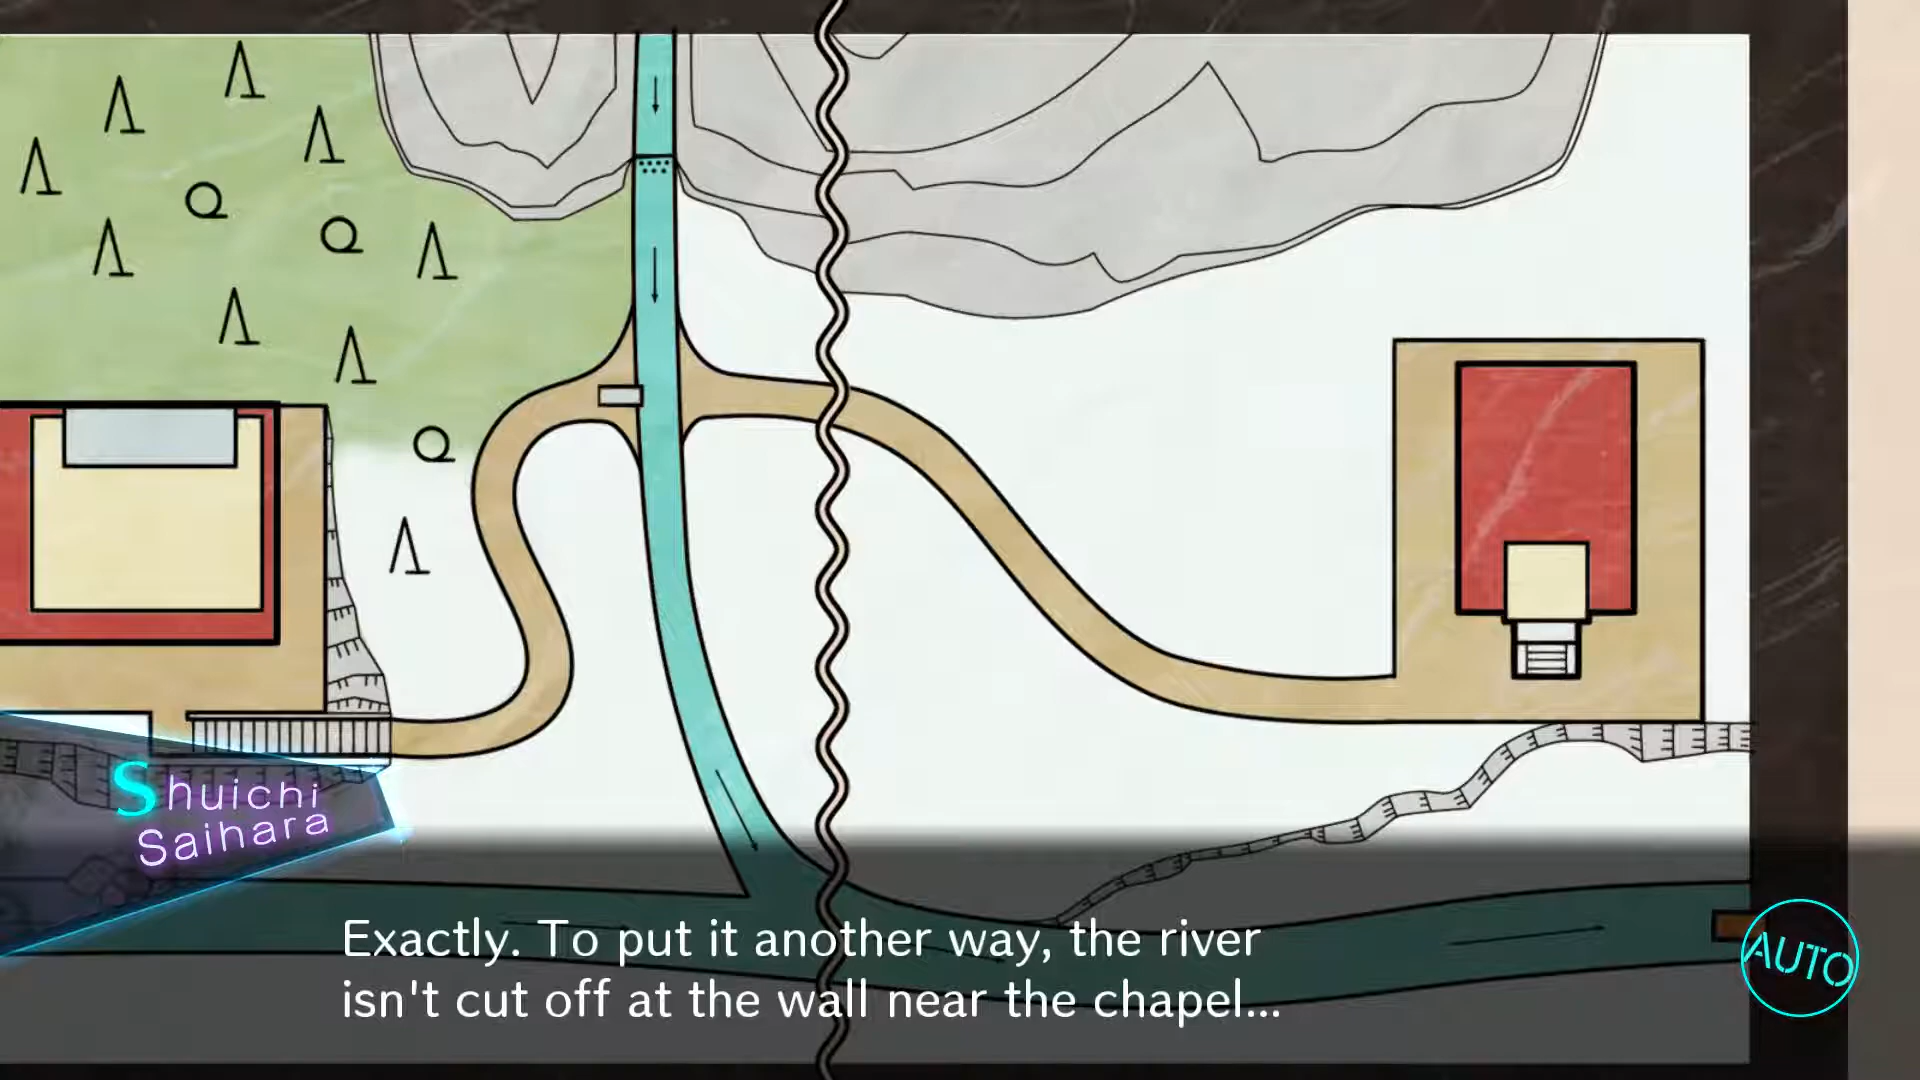 Shuichi
Saihara
Exactly. To put it another way, the river
isn't cut off at the wall near the chapel...
AUTO